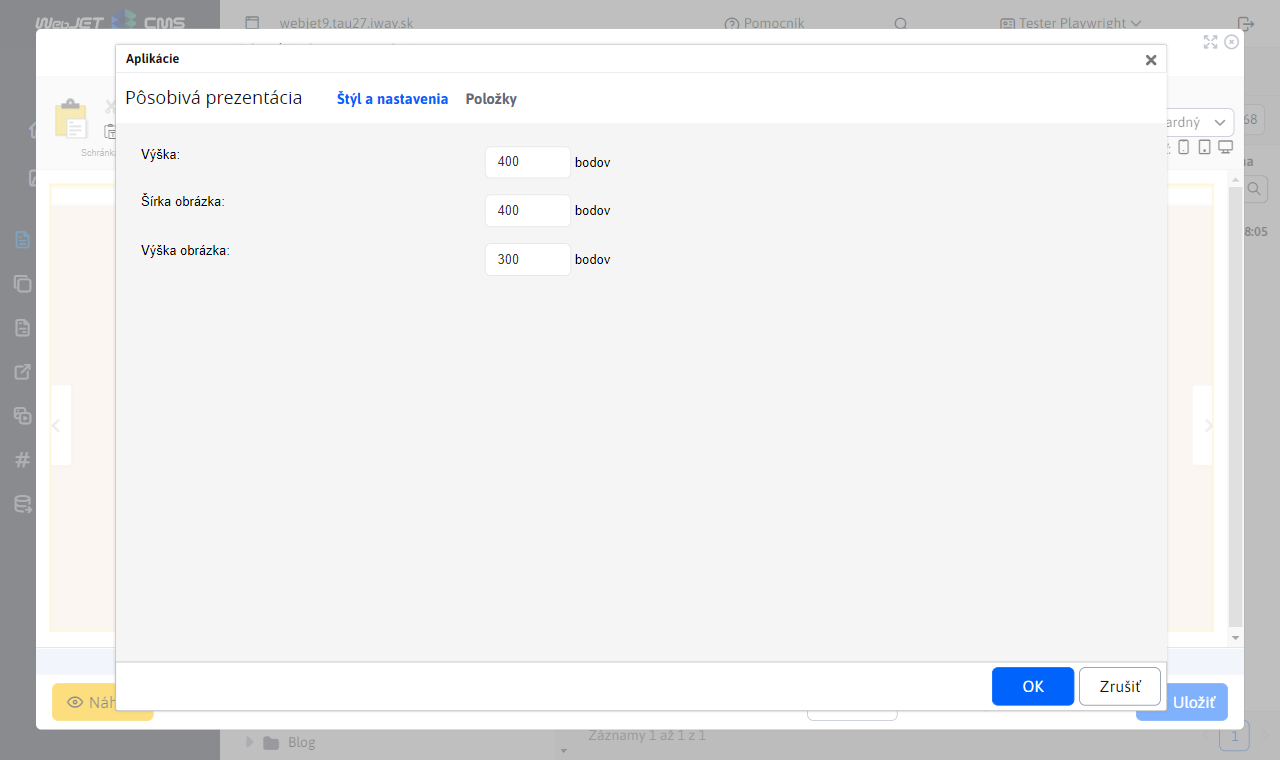 WebJET CMS
webjet9.tau27.iway.sk
Pomocník
Tester Playwright
Aplikácie
Pôsobivá prezentácia
Štýl a nastavenia
Položky
ardný
68
Schránka
Výška:
400
bodov
Šírka obrázka:
400
bodov
8:05
Výška obrázka:
300
bodov
OK
Zrušiť
Náh
Uložiť
Záznamy 1 až 1 z 1
1
Blog